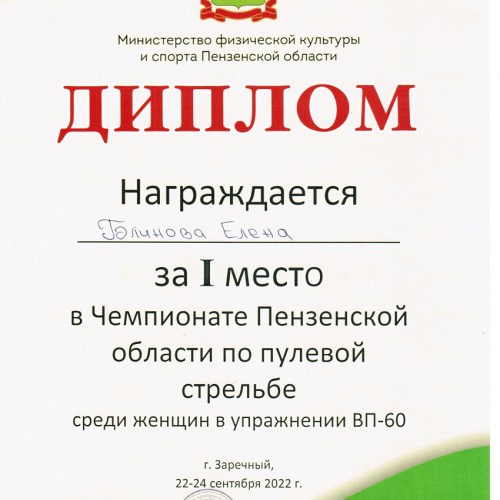 Министерство физической культуры
и спорта Пензенской области
ДИПЛОМ
Награждается
Елена
за I место
в Чемпионате Пензенской
области по пулевой
стрельбе
среди женщин в упражнении ВП-60
г. Заречный,
22-24 сентября 2022 г.